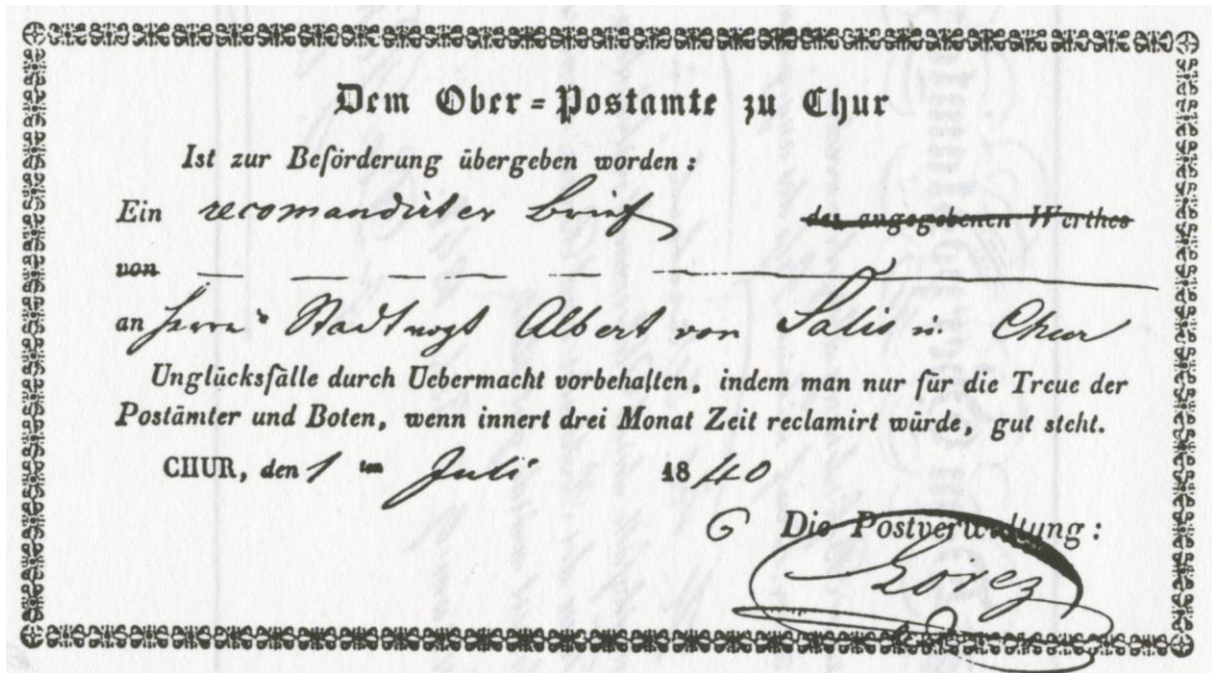 Dem Ober=Postamte zu Chur
Ist zur Beförderung übergeben worden:
Ein recomandirter Brief des angegebenen Werthes
von
an Herrn Stadtvogt Albert von Salis in Chur
Unglücksfälle durch Uebermacht vorbehalten, indem man nur für die Treue der
Postämter und Boten, wenn innert drei Monat Zeit reclamirt würde, gut steht.
CHUR, den 1 ten Juli 1840
Die Postverwaltung: